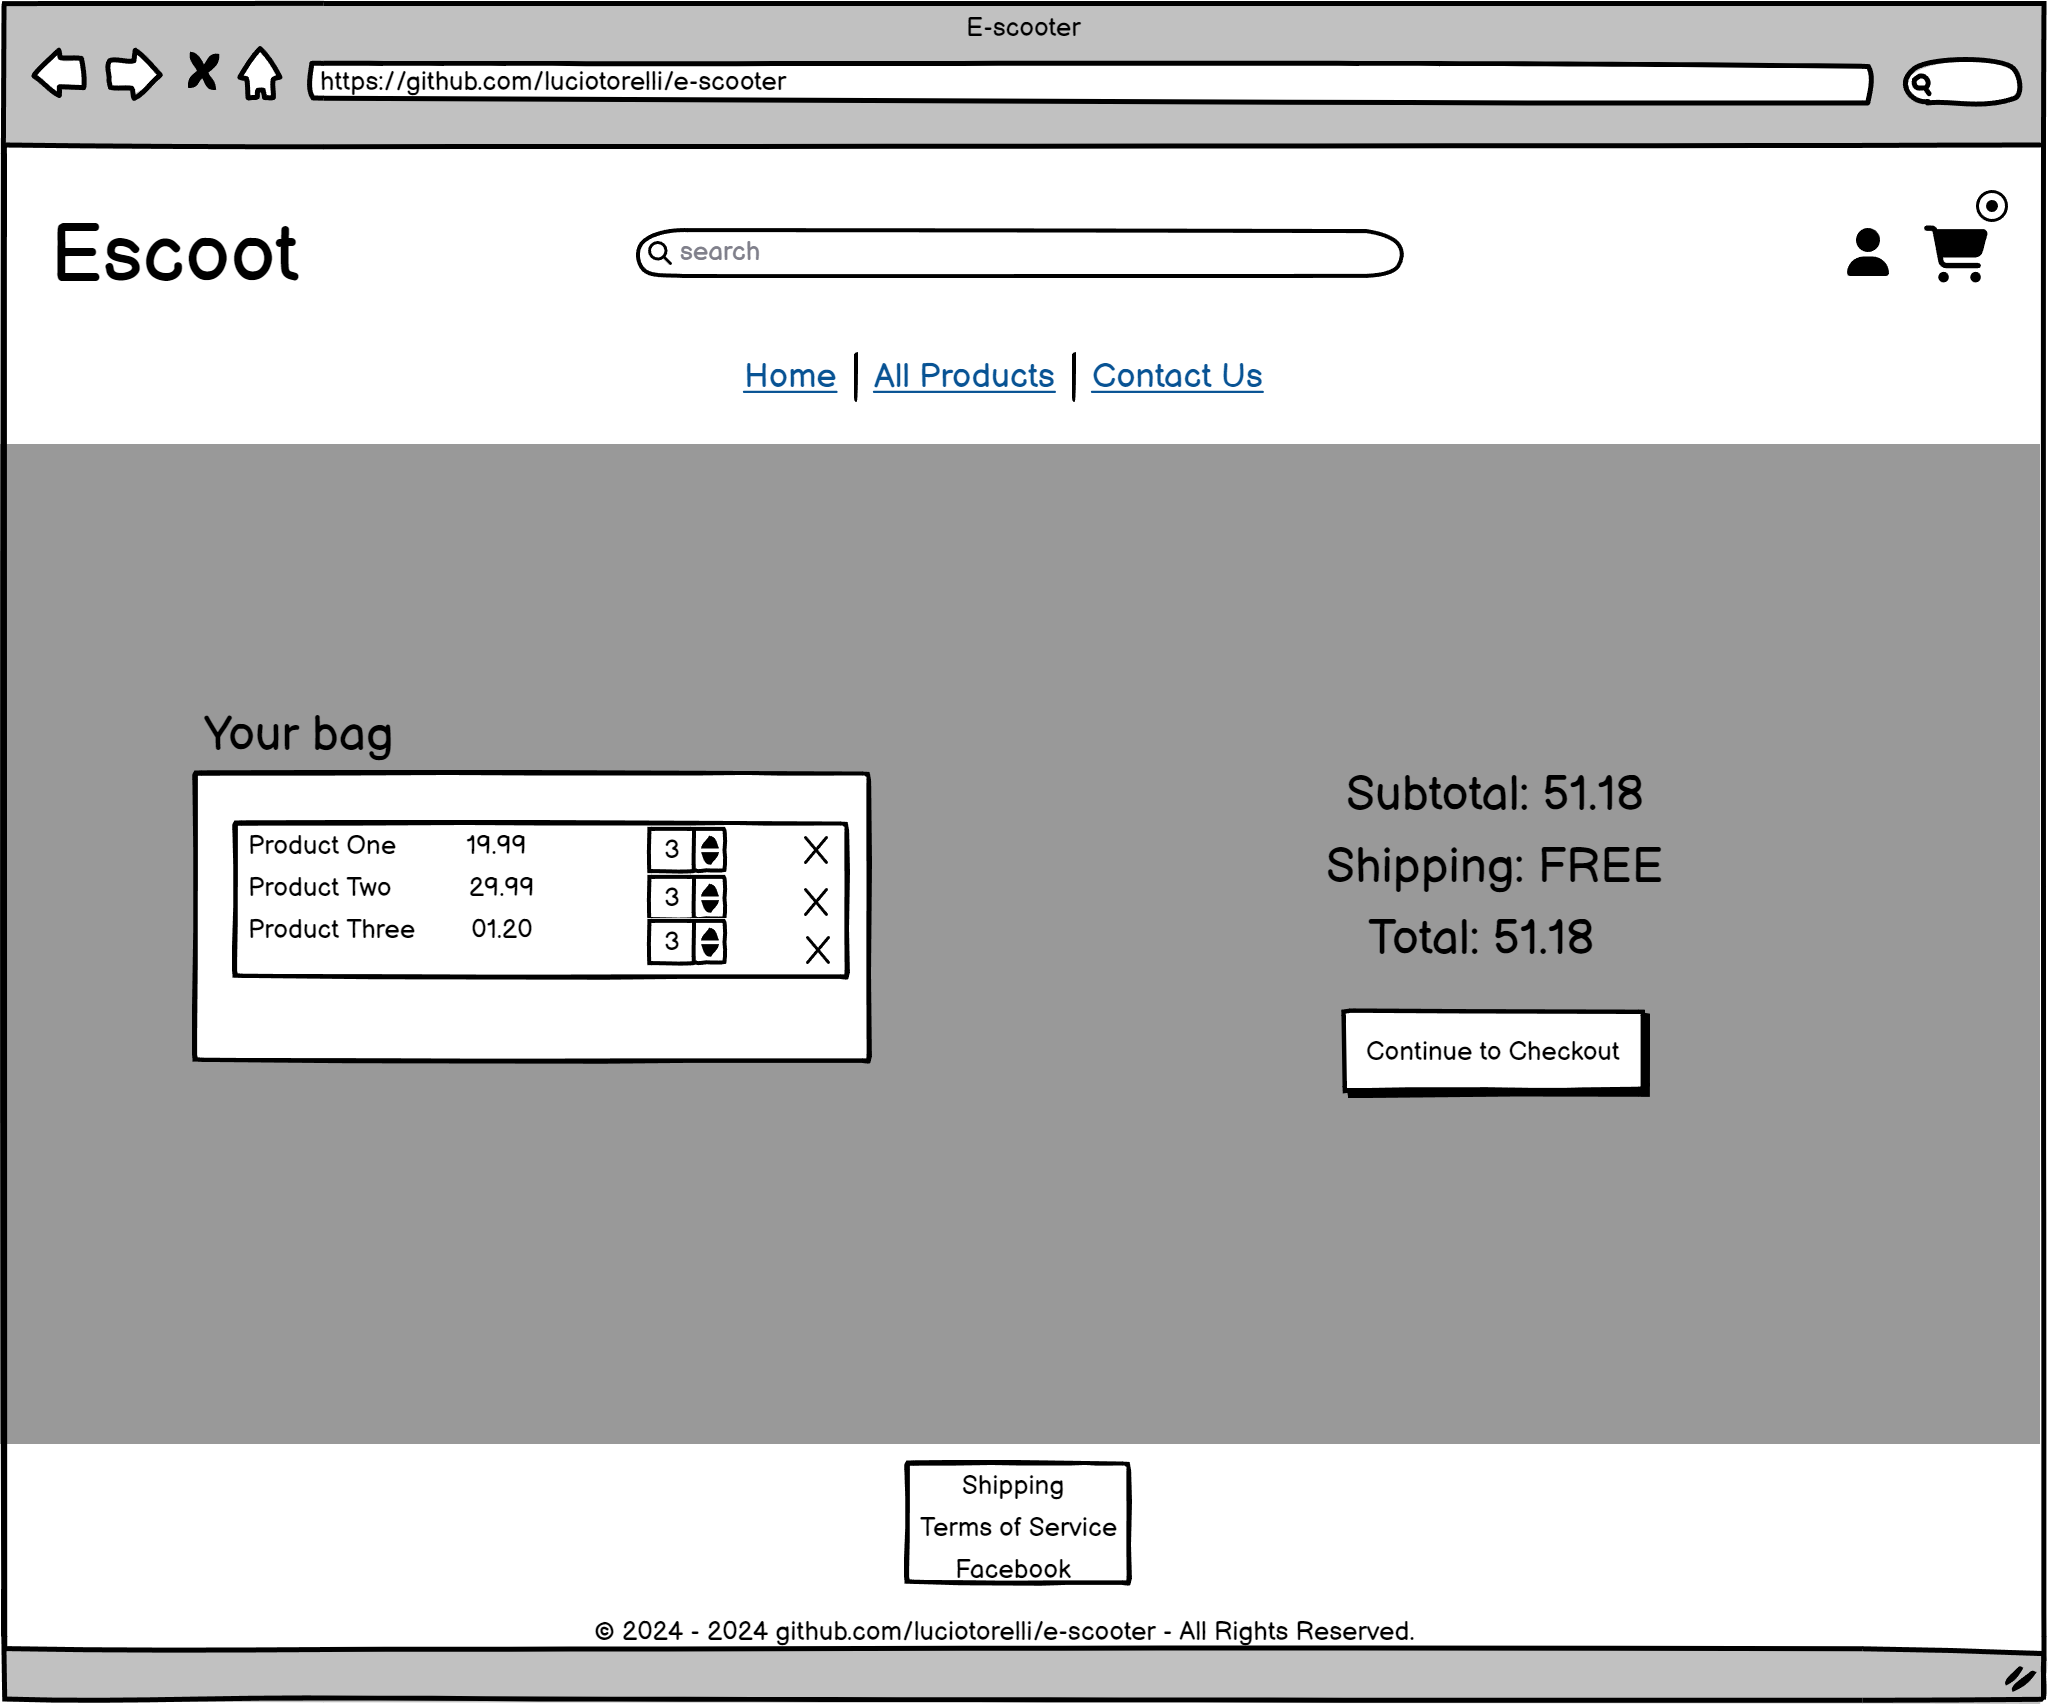 E-scooter
https://github.com/luciotorelli/e-scooter
Escoot
search
Home
All Products
Contact Us
Your bag
Product One 19.99 3
Product Two 29.99 3
Product Three 01.20 3
Subtotal: 51.18
Shipping: FREE
Total: 51.18
Continue to Checkout
Shipping
Terms of Service
Facebook
© 2024 - 2024 github.com/luciotorelli/e-scooter - All Rights Reserved.